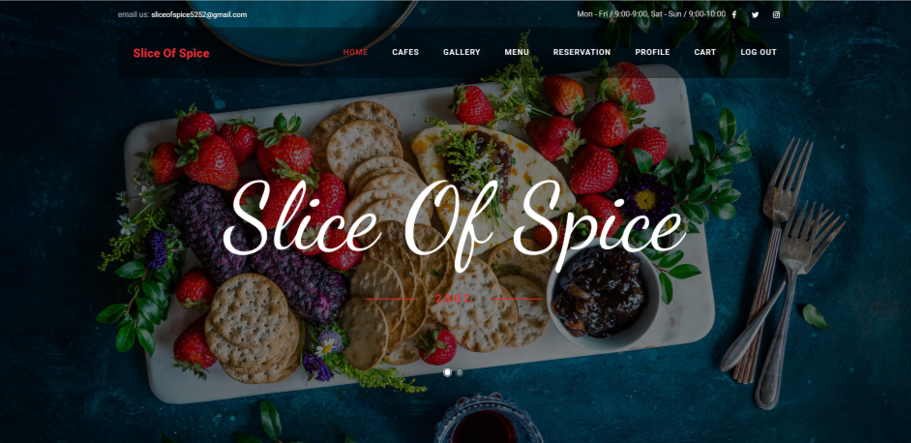 email us: sliceofspice5252@gmail.com
Mon - Fri / 9:00-9:00, Sat - Sun / 9:00-10:00
Slice Of Spice
HOME CAFES GALLERY MENU RESERVATION PROFILE CART LOG OUT
Slice Of Spice
2002